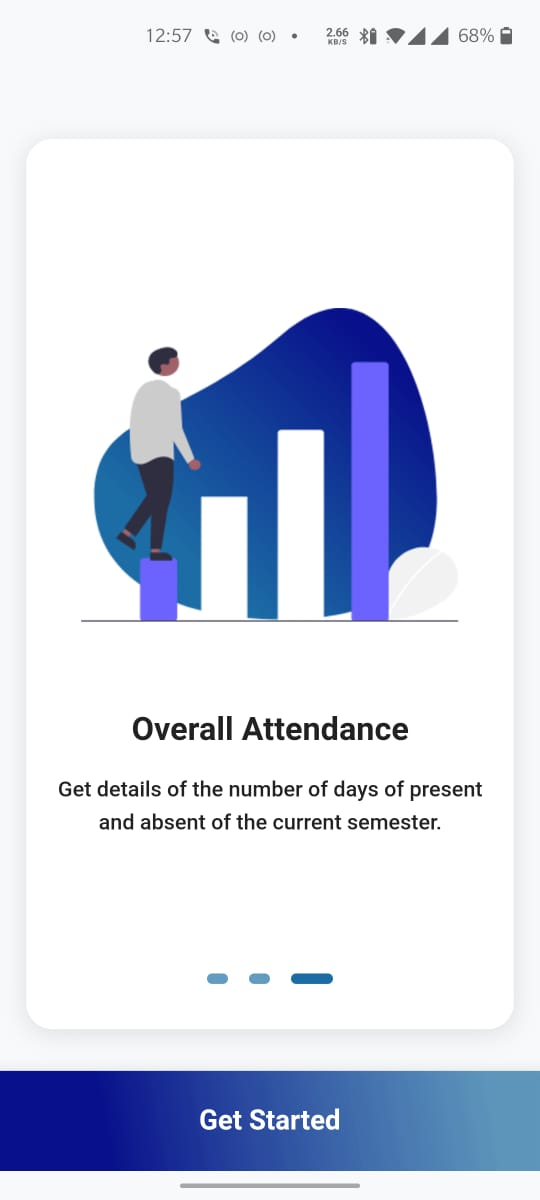 12:57 2.66 KB/S 68%
Overall Attendance
Get details of the number of days of present
and absent of the current semester.
Get Started